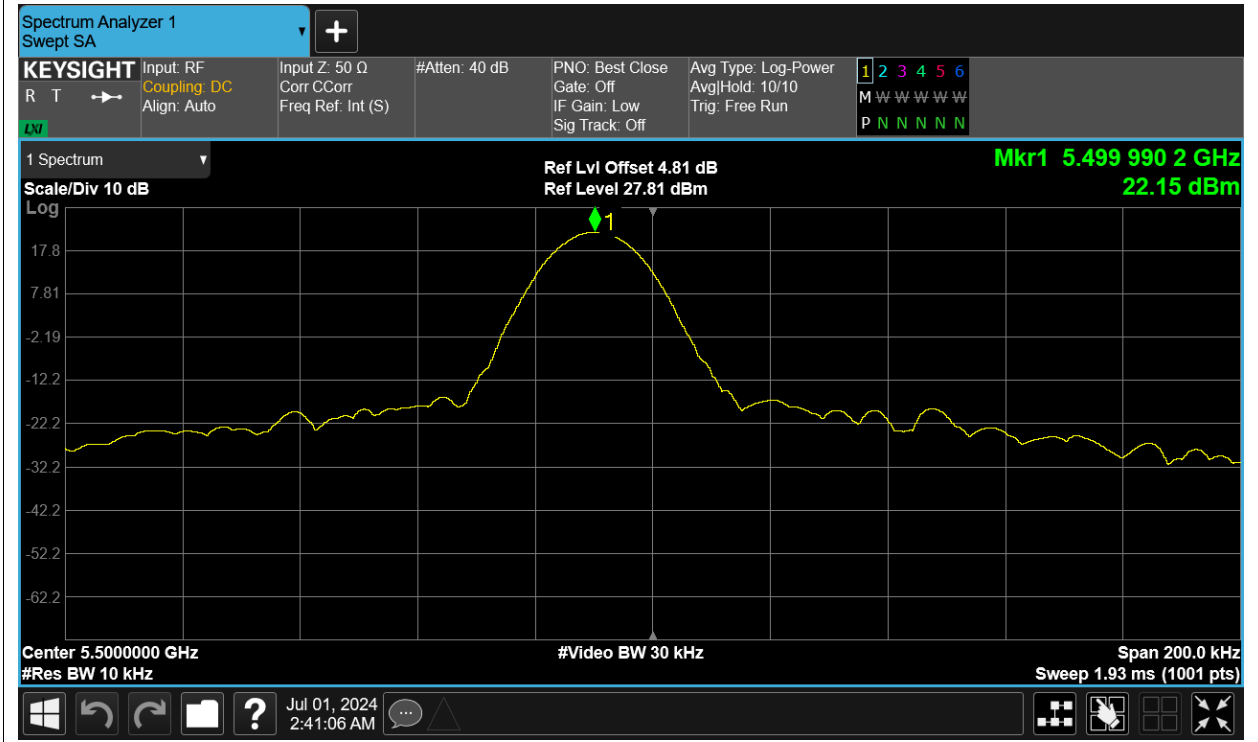 Spectrum Analyzer 1
Swept SA
+
KEYSIGHT
R T
LXI
Input: RF
Coupling: DC
Align: Auto
Input Z: 50 Ω
Corr CCorr
Freq Ref: Int (S)
#Atten: 40 dB
PNO: Best Close
Gate: Off
IF Gain: Low
Sig Track: Off
Avg Type: Log-Power
Avg|Hold: 10/10
Trig: Free Run
1 2 3 4 5 6
M W W W W W
P N N N N N
1 Spectrum
Scale/Div 10 dB
Log
Ref Lvl Offset 4.81 dB
Ref Level 27.81 dBm
Mkr1 5.499 990 2 GHz
22.15 dBm
1
17.8
7.81
-2.19
-12.2
-22.2
-32.2
-42.2
-52.2
-62.2
Center 5.5000000 GHz
#Video BW 30 kHz
Span 200.0 kHz
#Res BW 10 kHz
Sweep 1.93 ms (1001 pts)
?
Jul 01, 2024
2:41:06 AM